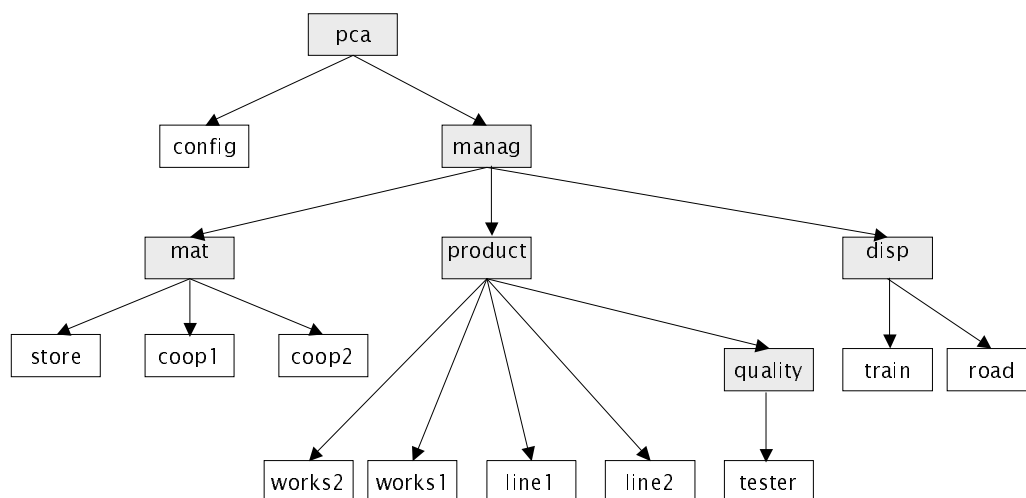 pca
config
manag
mat
product
disp
store
coop1
coop2
quality
train
road
works2
works1
line1
line2
tester